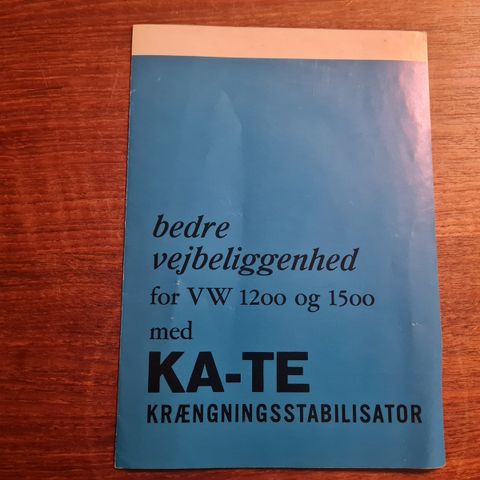 bedre
vejbeliggenhed
for VW 1200 og 1500
med
KA-TE
KRÆNGNINGSSTABILISATOR